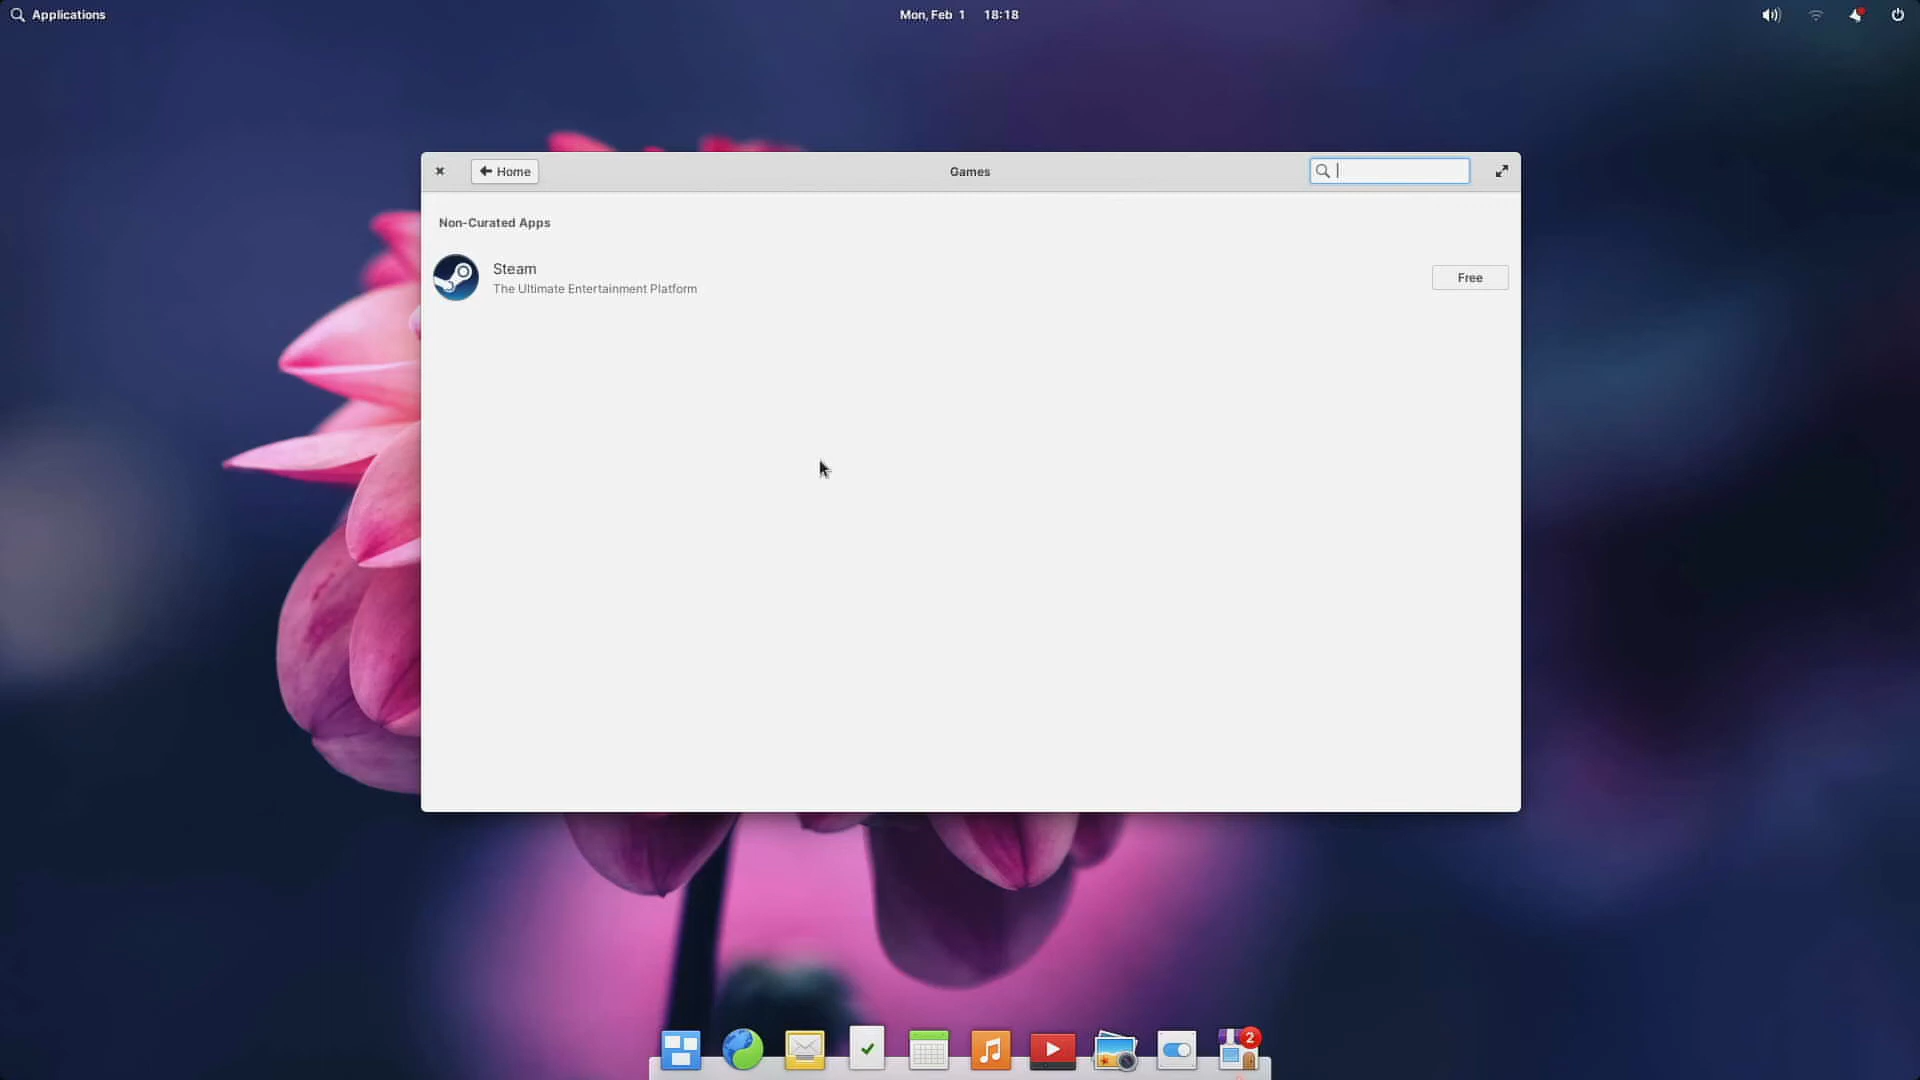 Applications
Mon, Feb 1 18:18
Home
Games
Non-Curated Apps
Steam
The Ultimate Entertainment Platform
Free
2